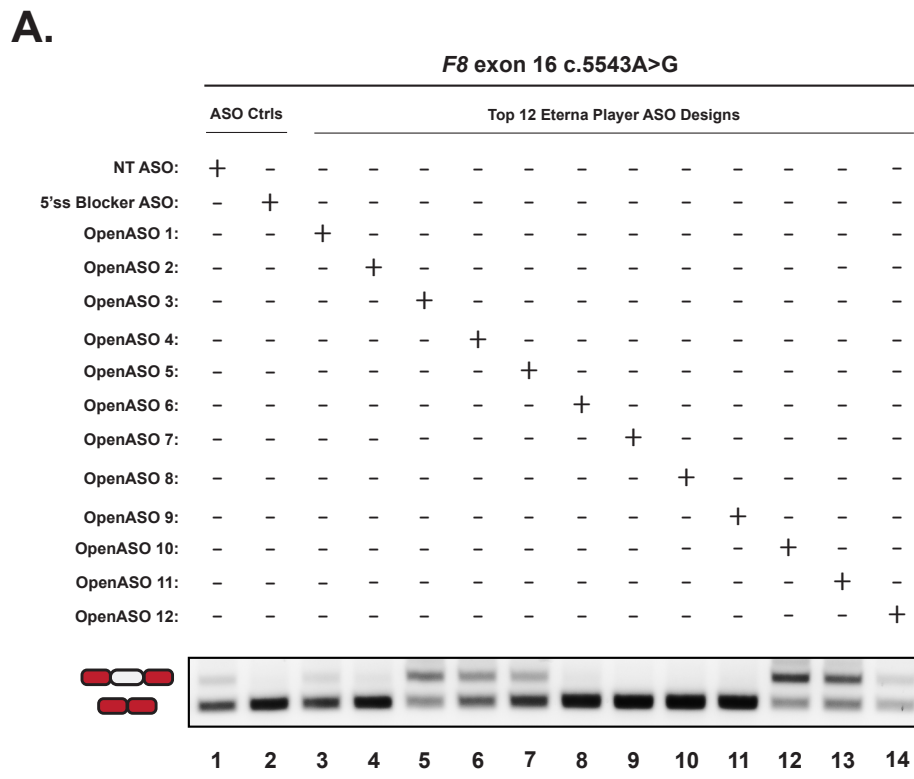 A.
F8 exon 16 c.5543A>G
ASO Ctrls Top 12 Eterna Player ASO Designs
NT ASO: + – – – – – – – – – – – – –
5'ss Blocker ASO: – + – – – – – – – – – – – –
OpenASO 1: – – + – – – – – – – – – – –
OpenASO 2: – – – + – – – – – – – – – –
OpenASO 3: – – – – + – – – – – – – – –
OpenASO 4: – – – – – + – – – – – – – –
OpenASO 5: – – – – – – + – – – – – – –
OpenASO 6: – – – – – – – + – – – – – –
OpenASO 7: – – – – – – – – + – – – – –
OpenASO 8: – – – – – – – – – + – – – –
OpenASO 9: – – – – – – – – – – + – – –
OpenASO 10: – – – – – – – – – – – + – –
OpenASO 11: – – – – – – – – – – – – + –
OpenASO 12: – – – – – – – – – – – – – +
1 2 3 4 5 6 7 8 9 10 11 12 13 14